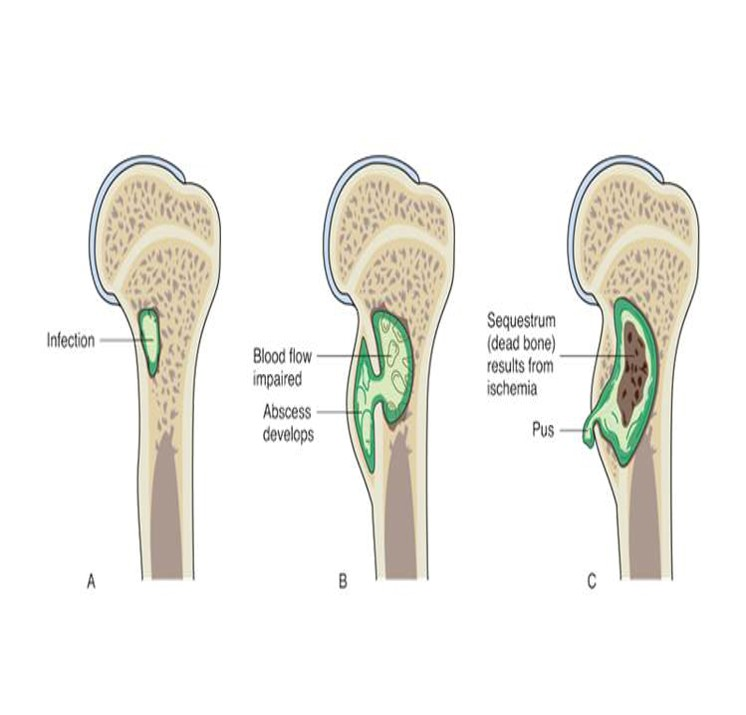 Infection
Blood flow
impaired
Abscess
develops
Sequestrum
(dead bone)
results from
ischemia
Pus
A
B
C